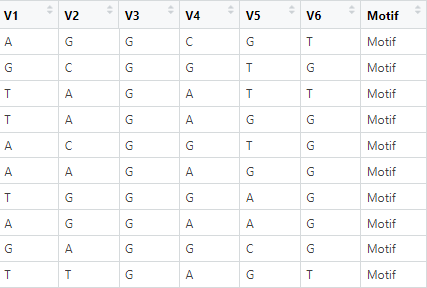 V1 V2 V3 V4 V5 V6 Motif
A G G C G T Motif
G C G G T G Motif
T A G A T T Motif
T A G A G G Motif
A C G G T G Motif
A A G A G G Motif
T G G G A G Motif
A G G A A G Motif
G A G G C G Motif
T T G A G T Motif